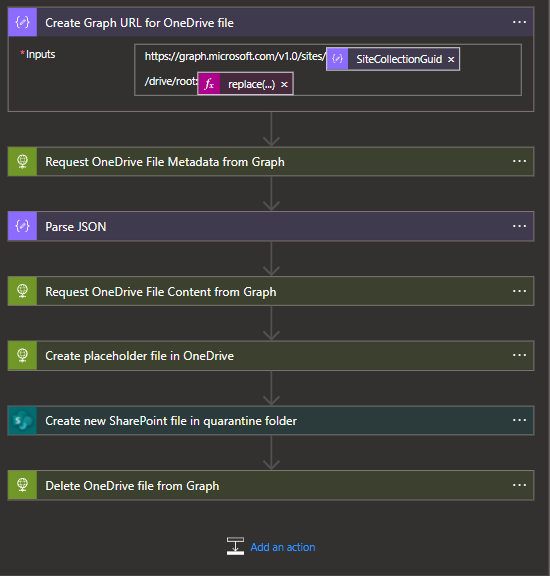 Create Graph URL for OneDrive file
*Inputs
https://graph.microsoft.com/v1.0/sites/ SiteCollectionGuid ×
/drive/root: fx replace(...) ×
Request OneDrive File Metadata from Graph
Parse JSON
Request OneDrive File Content from Graph
Create placeholder file in OneDrive
Create new SharePoint file in quarantine folder
Delete OneDrive file from Graph
Add an action